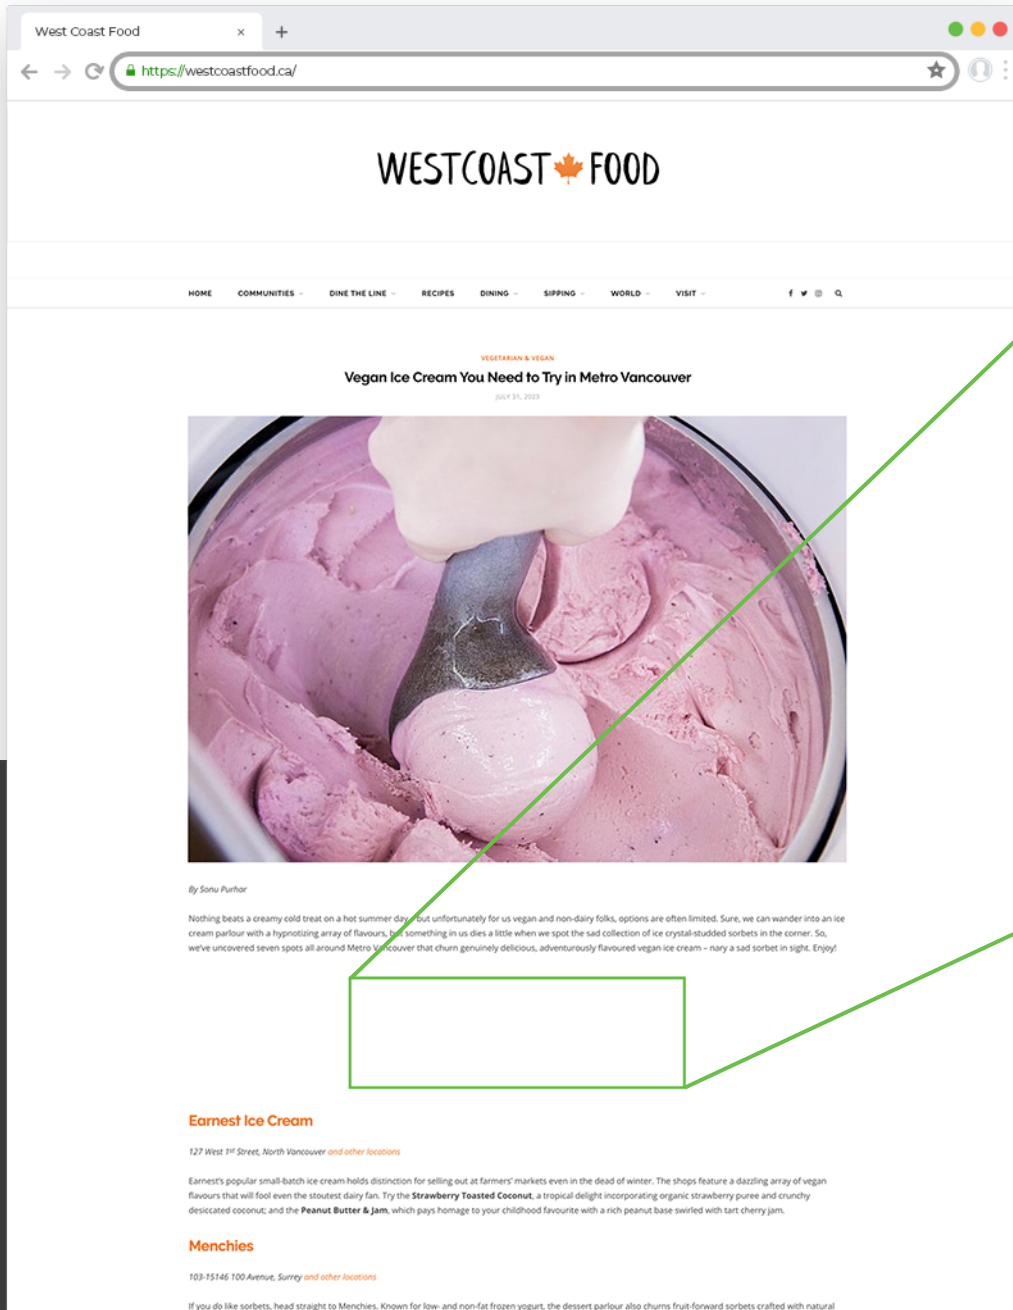 West Coast Food × +
https://westcoastfood.ca/
WESTCOAST FOOD
HOME COMMUNITIES DINE THE LINE RECIPES DINING SIPPING WORLD VISIT
VEGETARIAN & VEGAN
Vegan Ice Cream You Need to Try in Metro Vancouver
JULY 31, 2023
By Sonu Purhar
Nothing beats a creamy cold treat on a hot summer day – but unfortunately for us vegan and non-dairy folks, options are often limited. Sure, we can wander into an ice
cream parlour with a hypnotizing array of flavours, but something in us dies a little when we spot the sad collection of ice crystal-studded sorbets in the corner. So,
we've uncovered seven spots all around Metro Vancouver that churn genuinely delicious, adventurously flavoured vegan ice cream – nary a sad sorbet in sight. Enjoy!
Earnest Ice Cream
127 West 1st Street, North Vancouver and other locations
Earnest's popular small-batch ice cream holds distinction for selling out at farmers' markets even in the dead of winter. The shops feature a dazzling array of vegan
flavours that will fool even the stoutest dairy fan. Try the Strawberry Toasted Coconut, a tropical delight incorporating organic strawberry puree and crunchy
desiccated coconut; and the Peanut Butter & Jam, which pays homage to your childhood favourite with a rich peanut base swirled with tart cherry jam.
Menchies
103-15146 100 Avenue, Surrey and other locations
If you do like sorbets, head straight to Menchies. Known for low- and non-fat frozen yogurt, the dessert parlour also churns fruit-forward sorbets crafted with natural